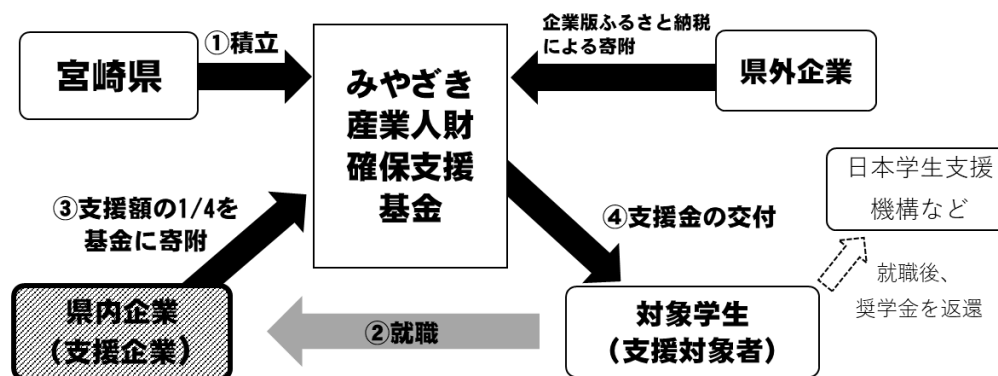 ①積立
宮崎県
みやざき
産業人財
確保支援
基金
企業版ふるさと納税
による寄附
県外企業
③支援額の1/4を
基金に寄附
④支援金の交付
日本学生支援
機構など
就職後、
奨学金を返還
県内企業
（支援企業）
②就職
対象学生
（支援対象者）